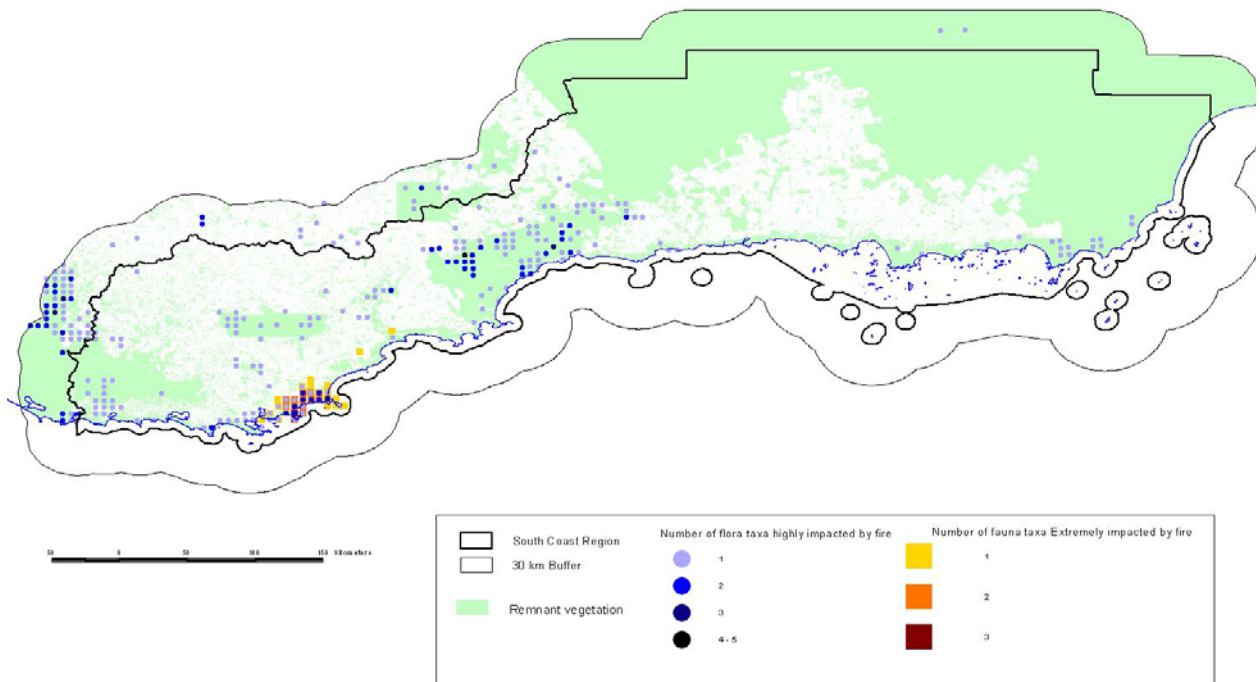 50 0 50 100 150 Kilometers
South Coast Region
30 km Buffer
Remnant vegetation
Number of flora taxa highly impacted by fire
1
2
3
4 - 5
Number of fauna taxa Extremely impacted by fire
1
2
3